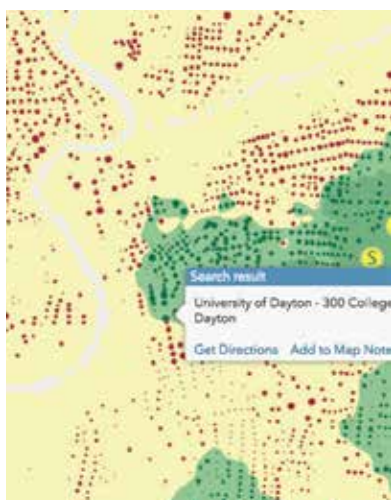 S
Search result
University of Dayton - 300 College
Dayton
Get Directions Add to Map Note